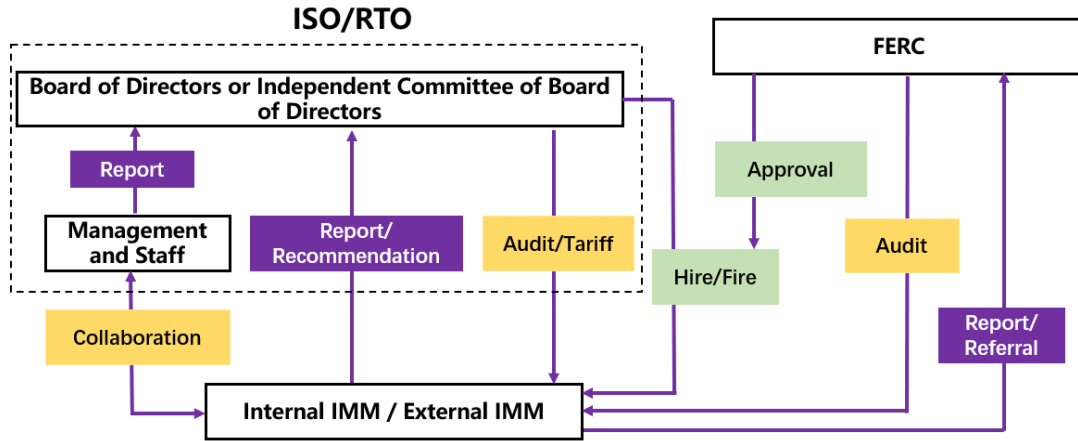 ISO/RTO
FERC
Board of Directors or Independent Committee of Board
of Directors
Report
Approval
Management
and Staff
Report/
Recommendation
Audit/Tariff
Audit
Hire/Fire
Collaboration
Report/
Referral
Internal IMM / External IMM